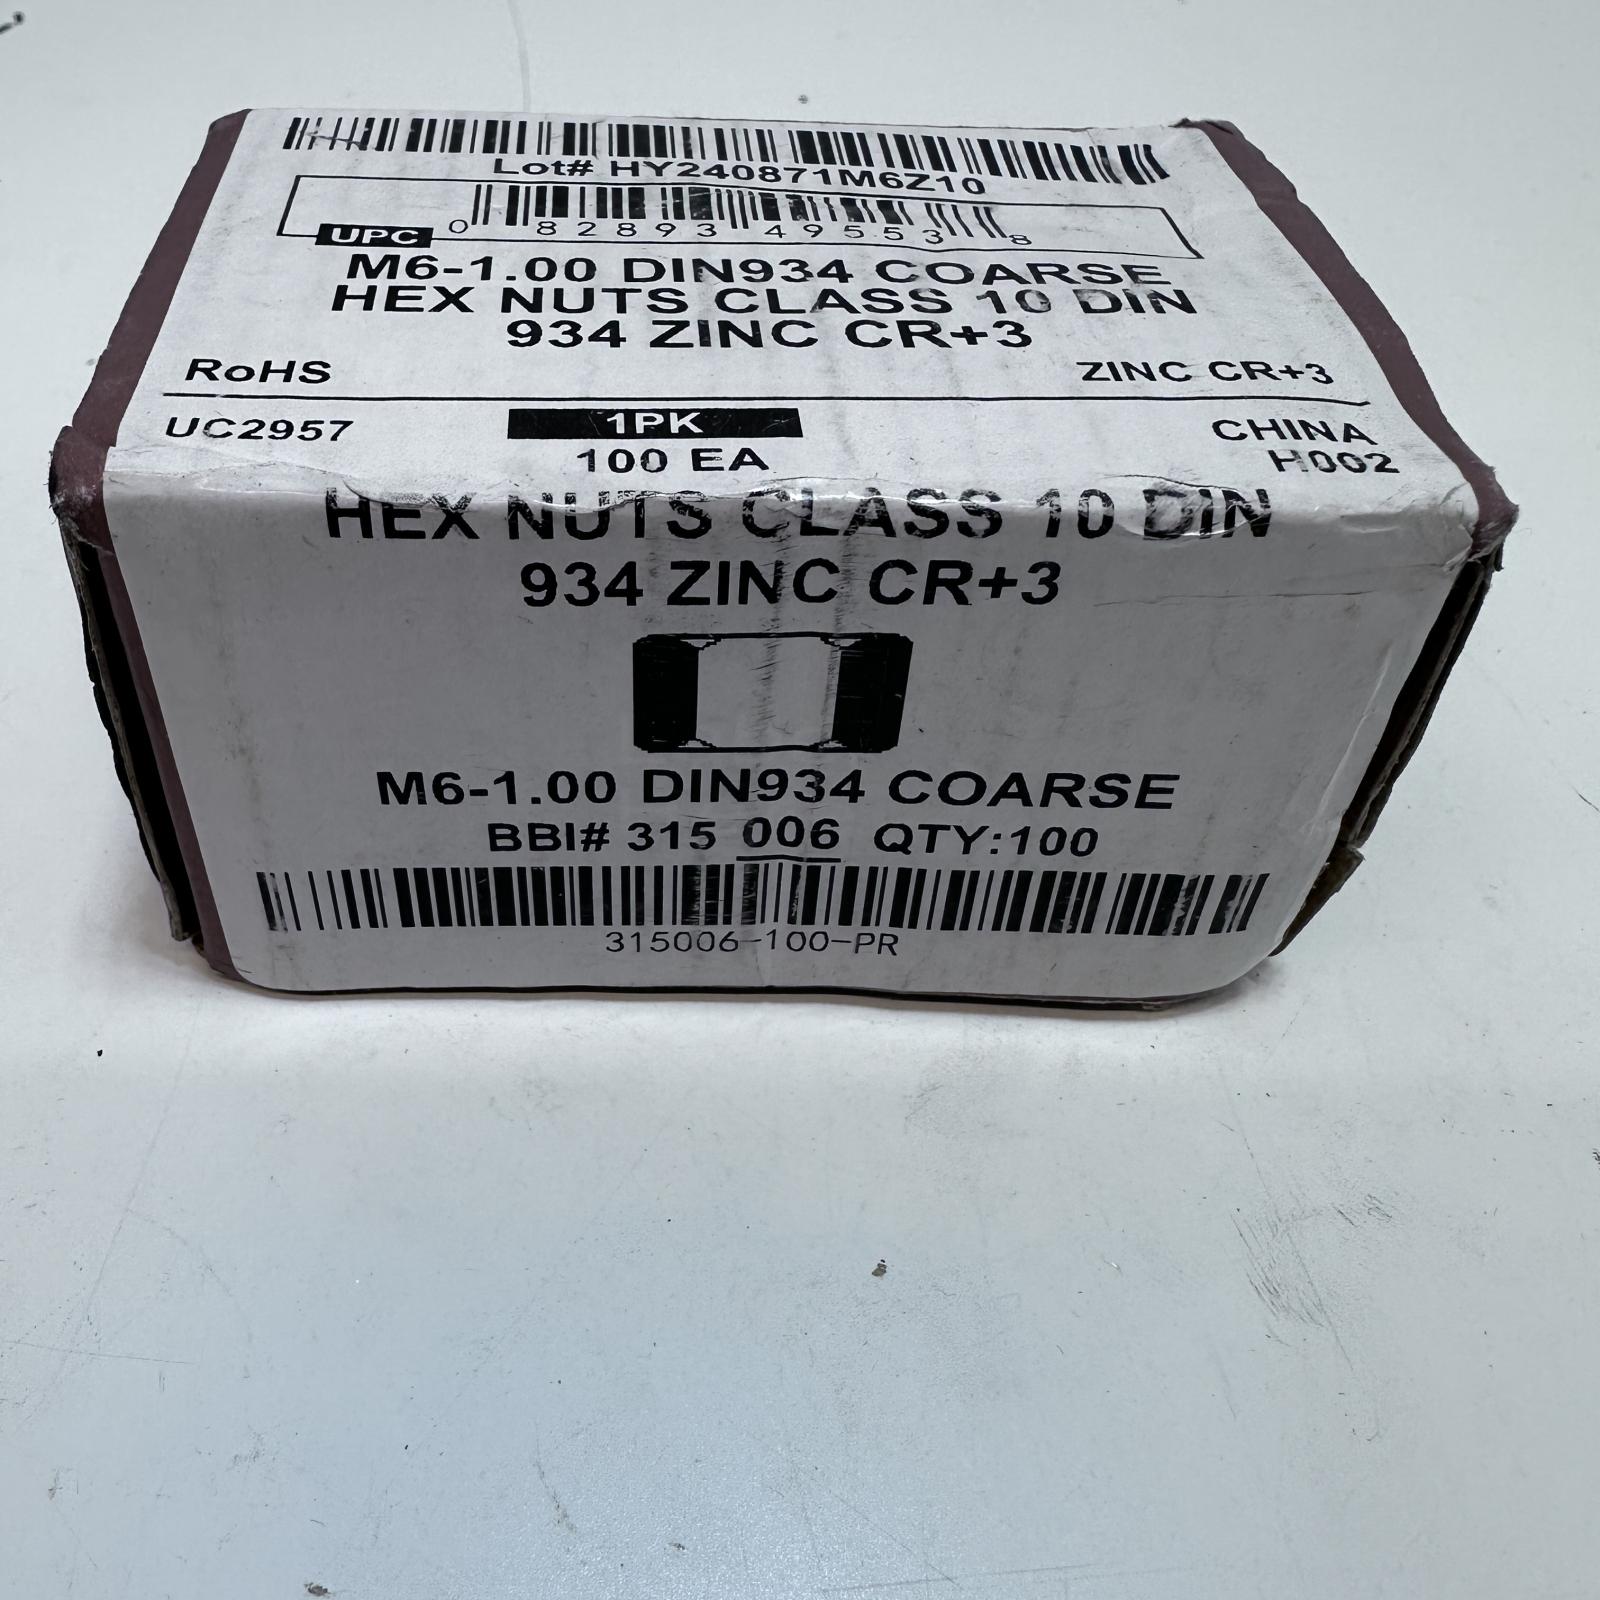 Lot# HY240871M6Z10
UPC 0 82893 49553 8
M6-1.00 DIN934 COARSE
HEX NUTS CLASS 10 DIN
934 ZINC CR+3
RoHS ZINC CR+3
UC2957 1PK CHINA
100 EA H002
HEX NUTS CLASS 10 DIN
934 ZINC CR+3
M6-1.00 DIN934 COARSE
BBI# 315 006 QTY:100
315006-100-PR